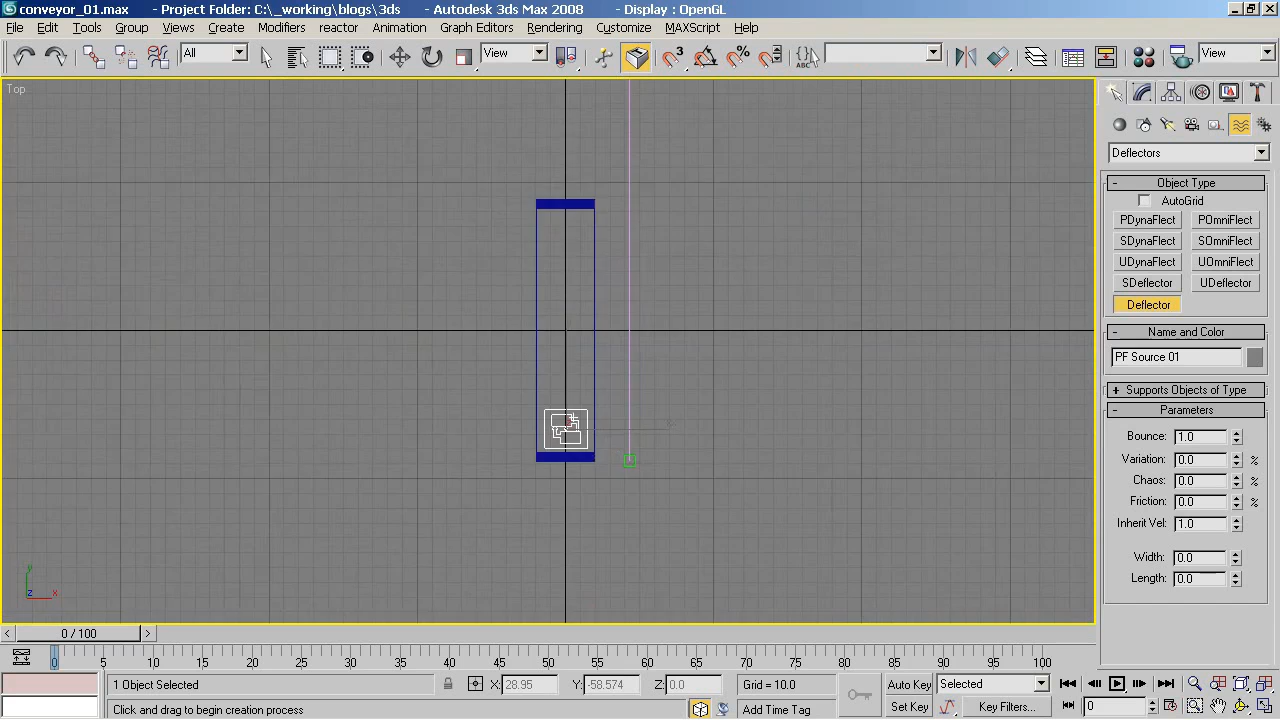 conveyor_01.max - Project Folder: C:\_working\blogs\3ds - Autodesk 3ds Max 2008 - Display : OpenGL
File Edit Tools Group Views Create Modifiers reactor Animation Graph Editors Rendering Customize MAXScript Help
All View 3 % ABC View
Top
Deflectors
- Object Type
AutoGrid
PDynaFlect POmniFlect
SDynaFlect SOmniFlect
UDynaFlect UOmniFlect
SDeflector UDeflector
Deflector
- Name and Color
PF Source 01
+ Supports Objects of Type
- Parameters
Bounce: 1.0
Variation: 0.0 %
Chaos: 0.0 %
Friction: 0.0 %
Inherit Vel: 1.0
Width: 0.0
Length: 0.0
y
z x
< 0 / 100 >
0 5 10 15 20 25 30 35 40 45 50 55 60 65 70 75 80 85 90 95 100
1 Object Selected X: 28.95 Y: -58.574 Z: 0.0 Grid = 10.0 Auto Key Selected
Click and drag to begin creation process Add Time Tag Set Key Key Filters... 0